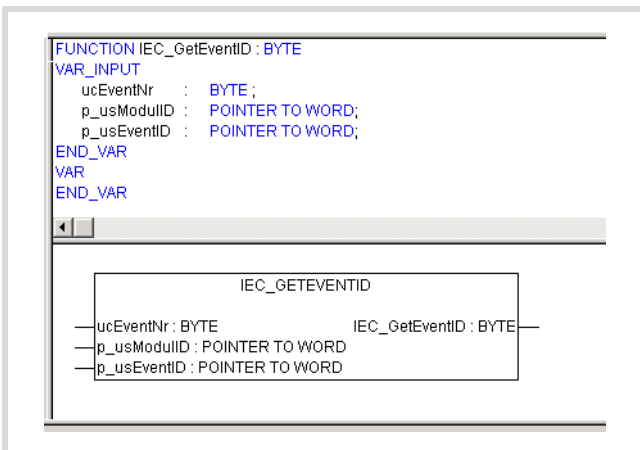 FUNCTION IEC_GetEventID : BYTE
VAR_INPUT
ucEventNr : BYTE ;
p_usModulID : POINTER TO WORD;
p_usEventID : POINTER TO WORD;
END_VAR
VAR
END_VAR
IEC_GETEVENTID
ucEventNr : BYTE IEC_GetEventID : BYTE
p_usModulID : POINTER TO WORD
p_usEventID : POINTER TO WORD